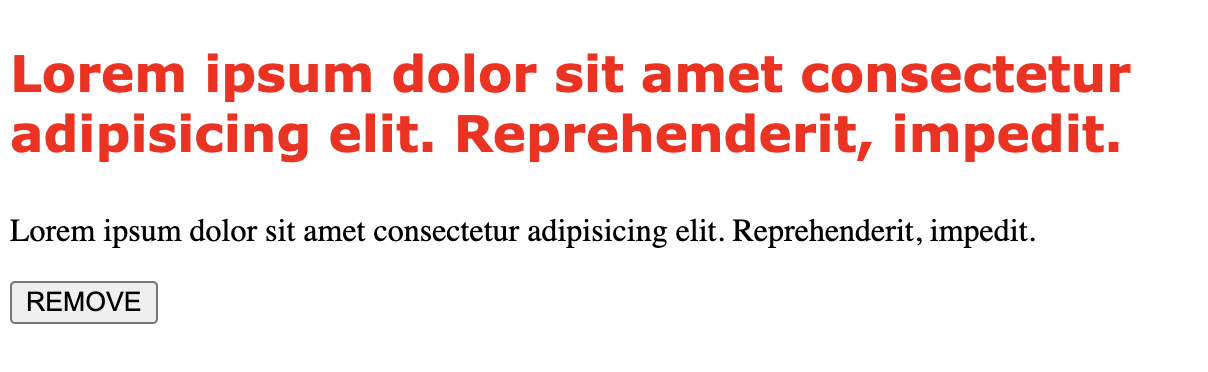 Lorem ipsum dolor sit amet consectetur
adipisicing elit. Reprehenderit, impedit.
Lorem ipsum dolor sit amet consectetur adipisicing elit. Reprehenderit, impedit.
REMOVE